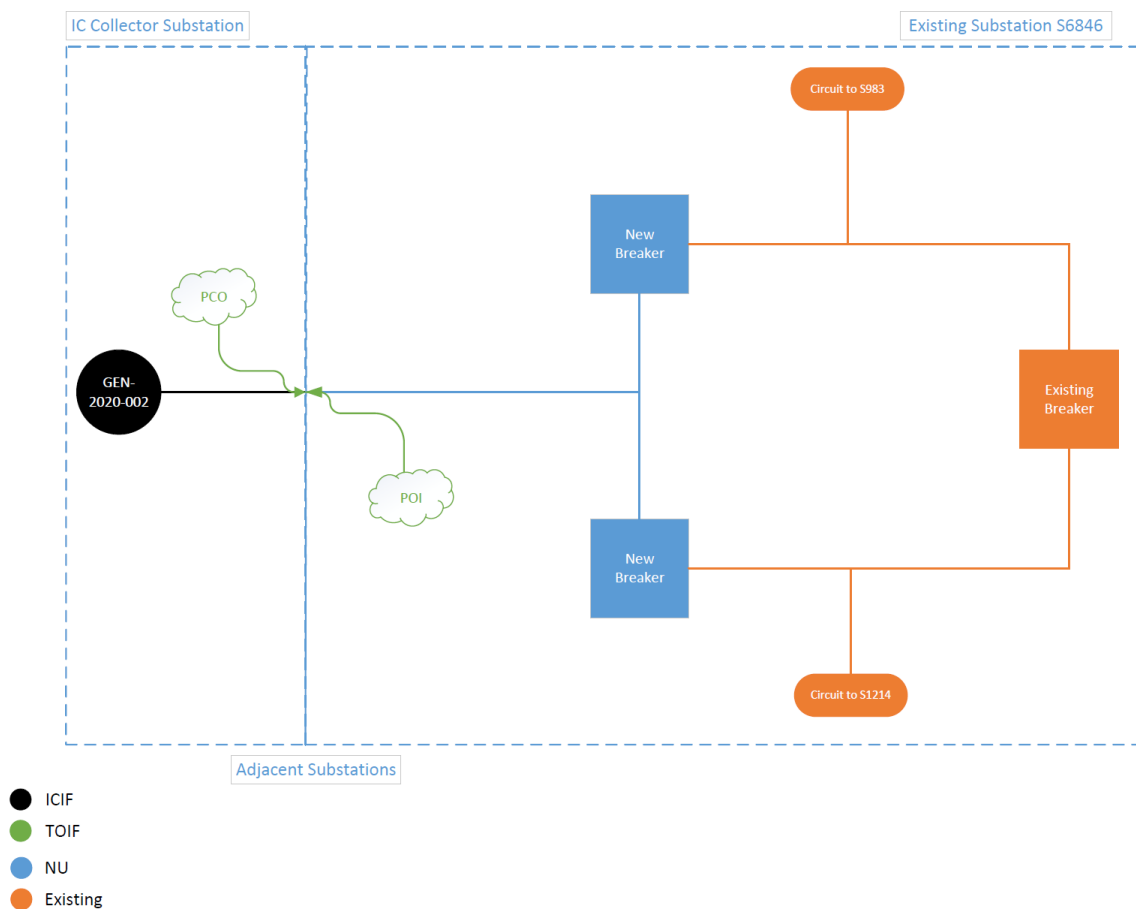 IC Collector Substation
Existing Substation S6846
Circuit to S983
New
Breaker
PCO
GEN-
2020-002
Existing
Breaker
POI
New
Breaker
Circuit to S1214
Adjacent Substations
ICIF
TOIF
NU
Existing